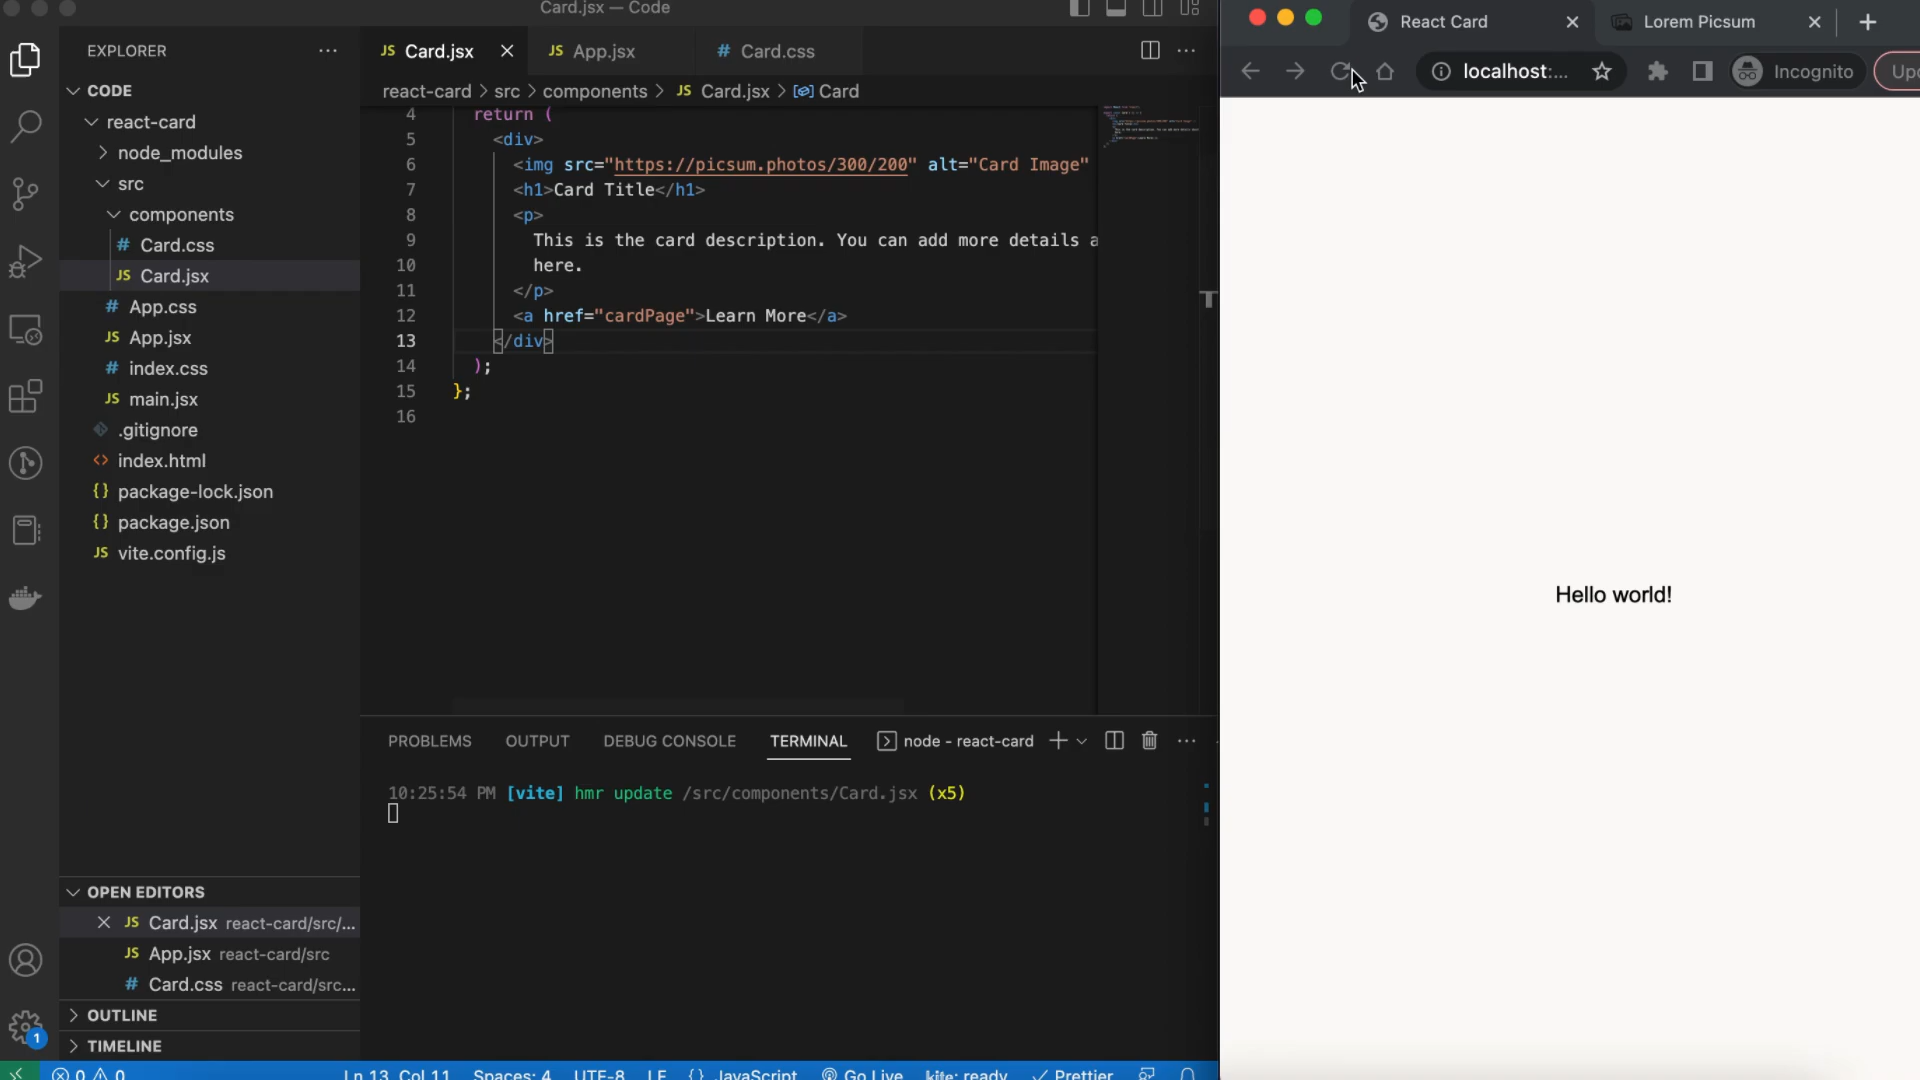 Card.jsx — Code
EXPLORER
CODE
react-card
node_modules
src
components
Card.css
Card.jsx
App.css
App.jsx
index.css
main.jsx
.gitignore
index.html
package-lock.json
package.json
vite.config.js
OPEN EDITORS
Card.jsx react-card/src/...
App.jsx react-card/src
Card.css react-card/src...
OUTLINE
TIMELINE
Card.jsx
App.jsx
Card.css
react-card > src > components > JS Card.jsx > Card
4 return (
5 <div>
6 <img src="https://picsum.photos/300/200" alt="Card Image"
7 <h1>Card Title</h1>
8 <p>
9 This is the card description. You can add more details a
10 here.
11 </p>
12 <a href="cardPage">Learn More</a>
13 </div>
14 );
15 };
16
PROBLEMS OUTPUT DEBUG CONSOLE TERMINAL node - react-card
10:25:54 PM [vite] hmr update /src/components/Card.jsx (x5)
0 0 Ln 13, Col 11 Spaces: 4 UTF-8 LF {} JavaScript Go Live kite: ready Prettier
1
React Card
Lorem Picsum
localhost:...
Incognito
Upd
Hello world!